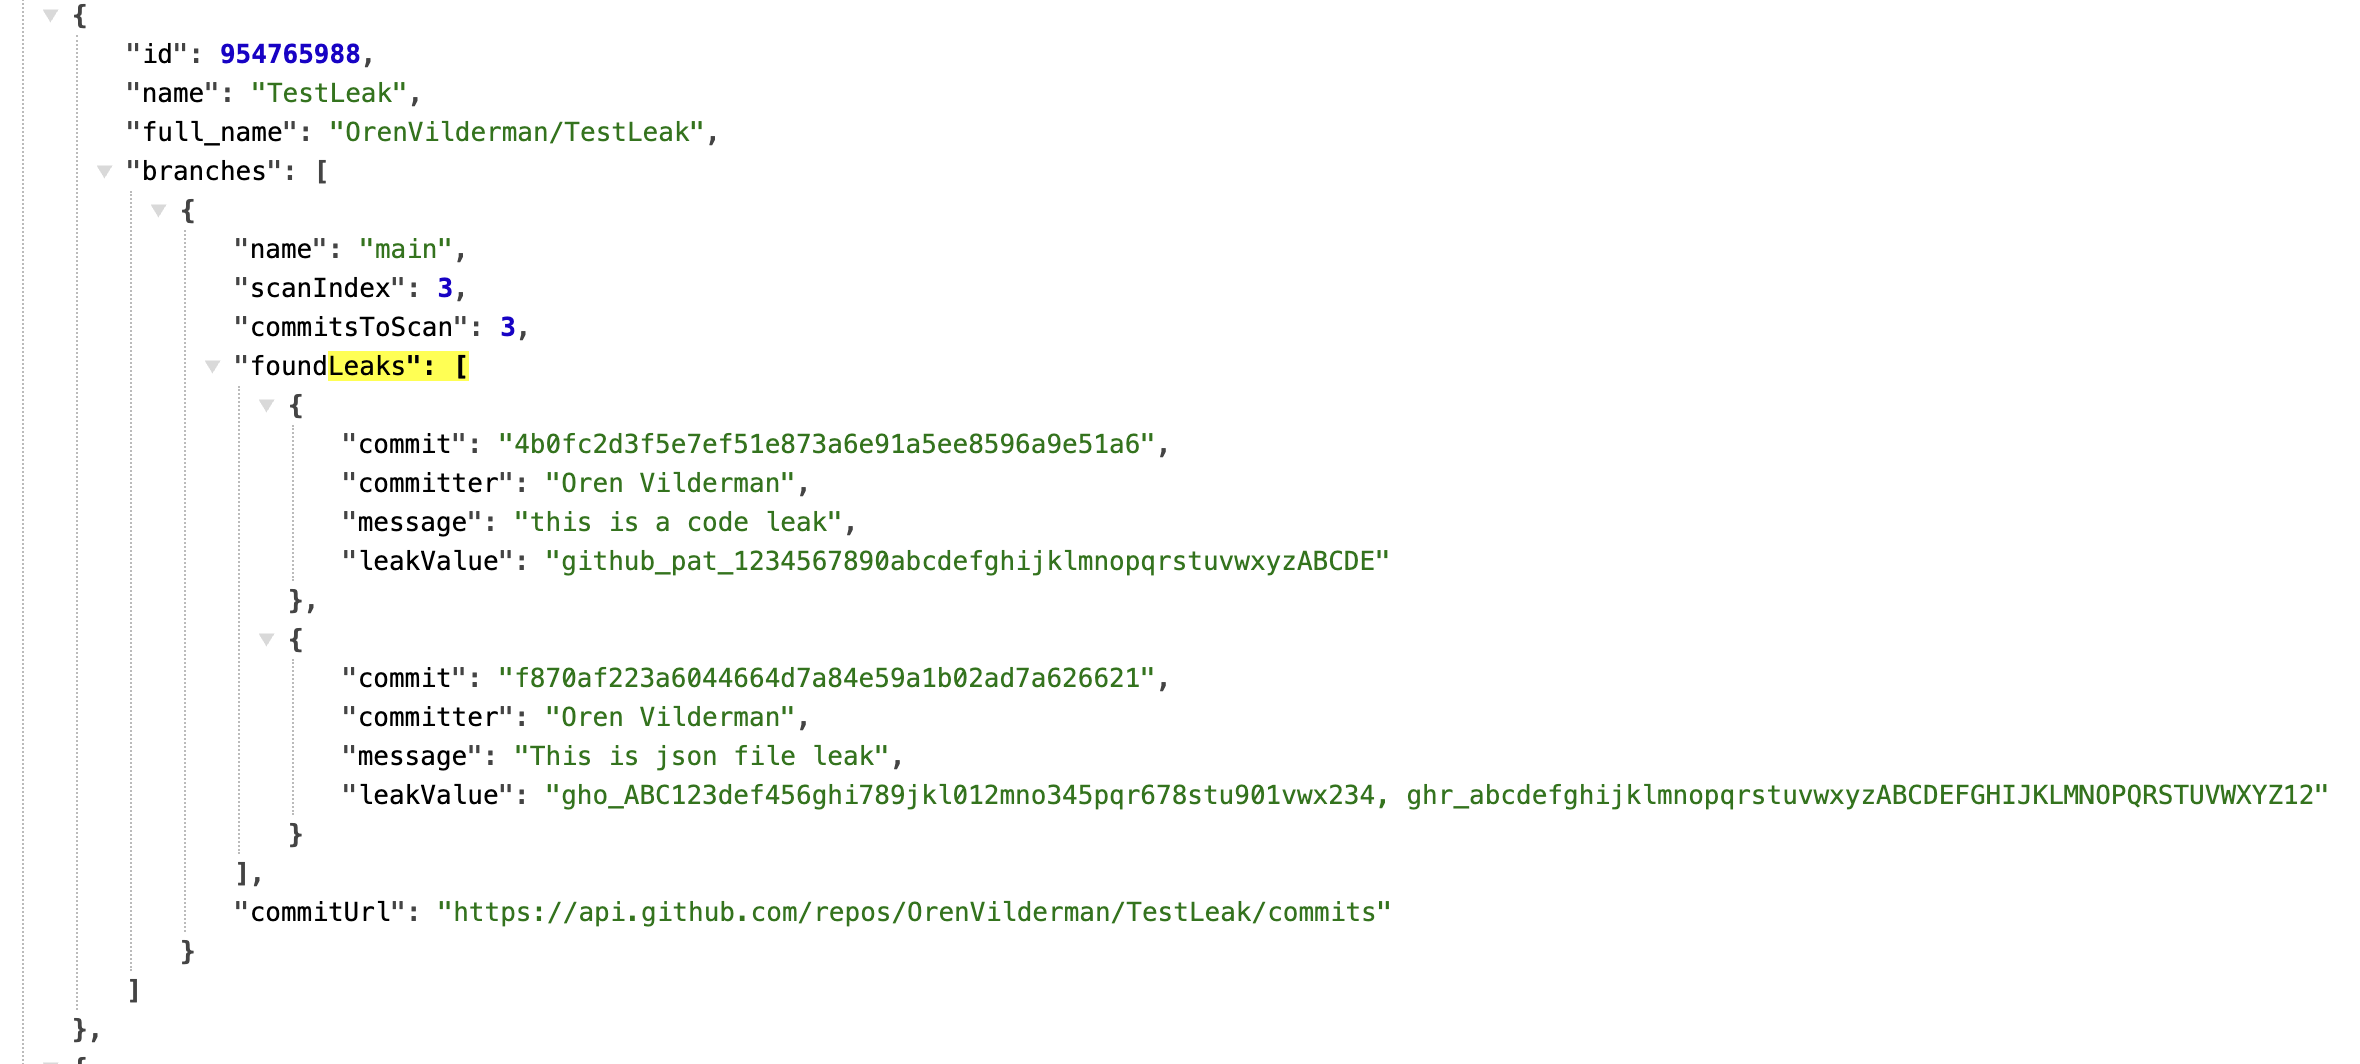 {
"id": 954765988,
"name": "TestLeak",
"full_name": "OrenVilderman/TestLeak",
"branches": [
{
"name": "main",
"scanIndex": 3,
"commitsToScan": 3,
"foundLeaks": [
{
"commit": "4b0fc2d3f5e7ef51e873a6e91a5ee8596a9e51a6",
"committer": "Oren Vilderman",
"message": "this is a code leak",
"leakValue": "github_pat_1234567890abcdefghijklmnopqrstuvwxyzABCDE"
},
{
"commit": "f870af223a6044664d7a84e59a1b02ad7a626621",
"committer": "Oren Vilderman",
"message": "This is json file leak",
"leakValue": "gho_ABC123def456ghi789jkl012mno345pqr678stu901vwx234, ghr_abcdefghijklmnopqrstuvwxyzABCDEFGHIJKLMNOPQRSTUVWXYZ12"
}
],
"commitUrl": "https://api.github.com/repos/OrenVilderman/TestLeak/commits"
}
]
},
{